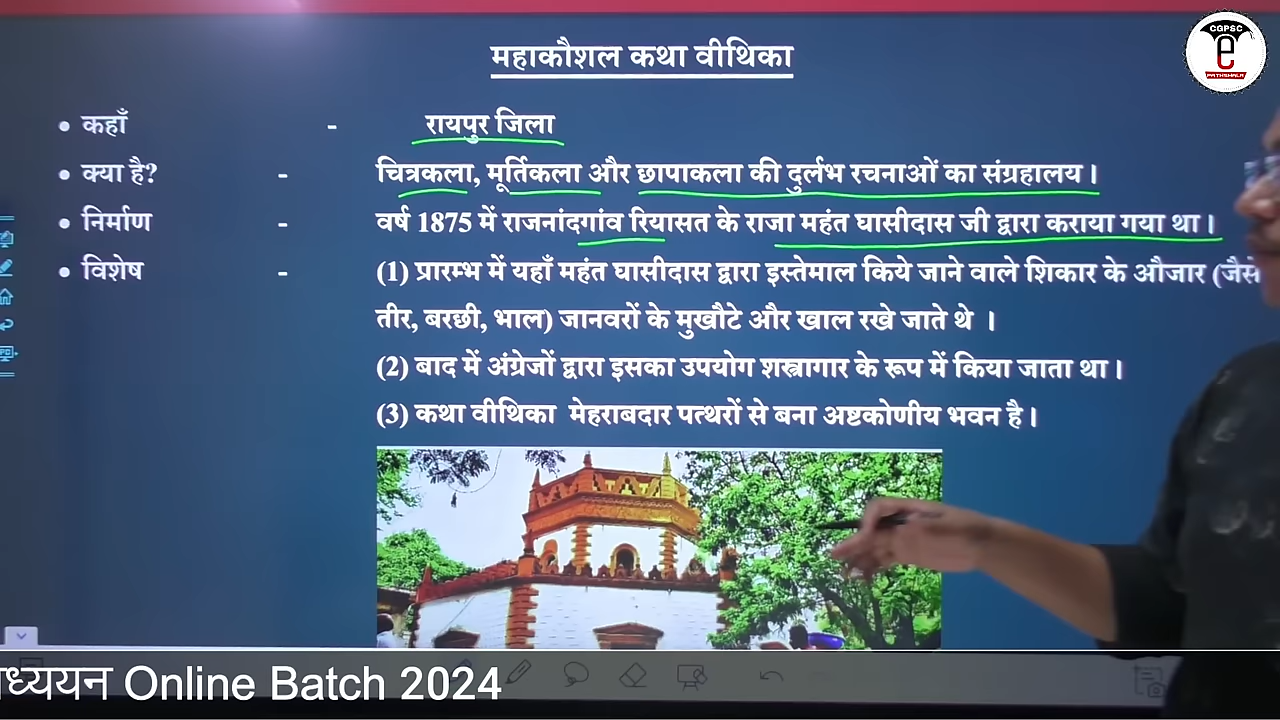 महाकौशल कथा वीथिका
CGPSC
e
PATHSHALA
• कहाँ - रायपुर जिला
• क्या है? - चित्रकला, मूर्तिकला और छापाकला की दुर्लभ रचनाओं का संग्रहालय।
• निर्माण - वर्ष 1875 में राजनांदगांव रियासत के राजा महंत घासीदास जी द्वारा कराया गया था।
• विशेष - (1) प्रारम्भ में यहाँ महंत घासीदास द्वारा इस्तेमाल किये जाने वाले शिकार के औजार (जैसे
तीर, बरछी, भाल) जानवरों के मुखौटे और खाल रखे जाते थे ।
(2) बाद में अंग्रेजों द्वारा इसका उपयोग शस्त्रागार के रूप में किया जाता था।
(3) कथा वीथिका मेहराबदार पत्थरों से बना अष्टकोणीय भवन है।
ध्ययन Online Batch 2024